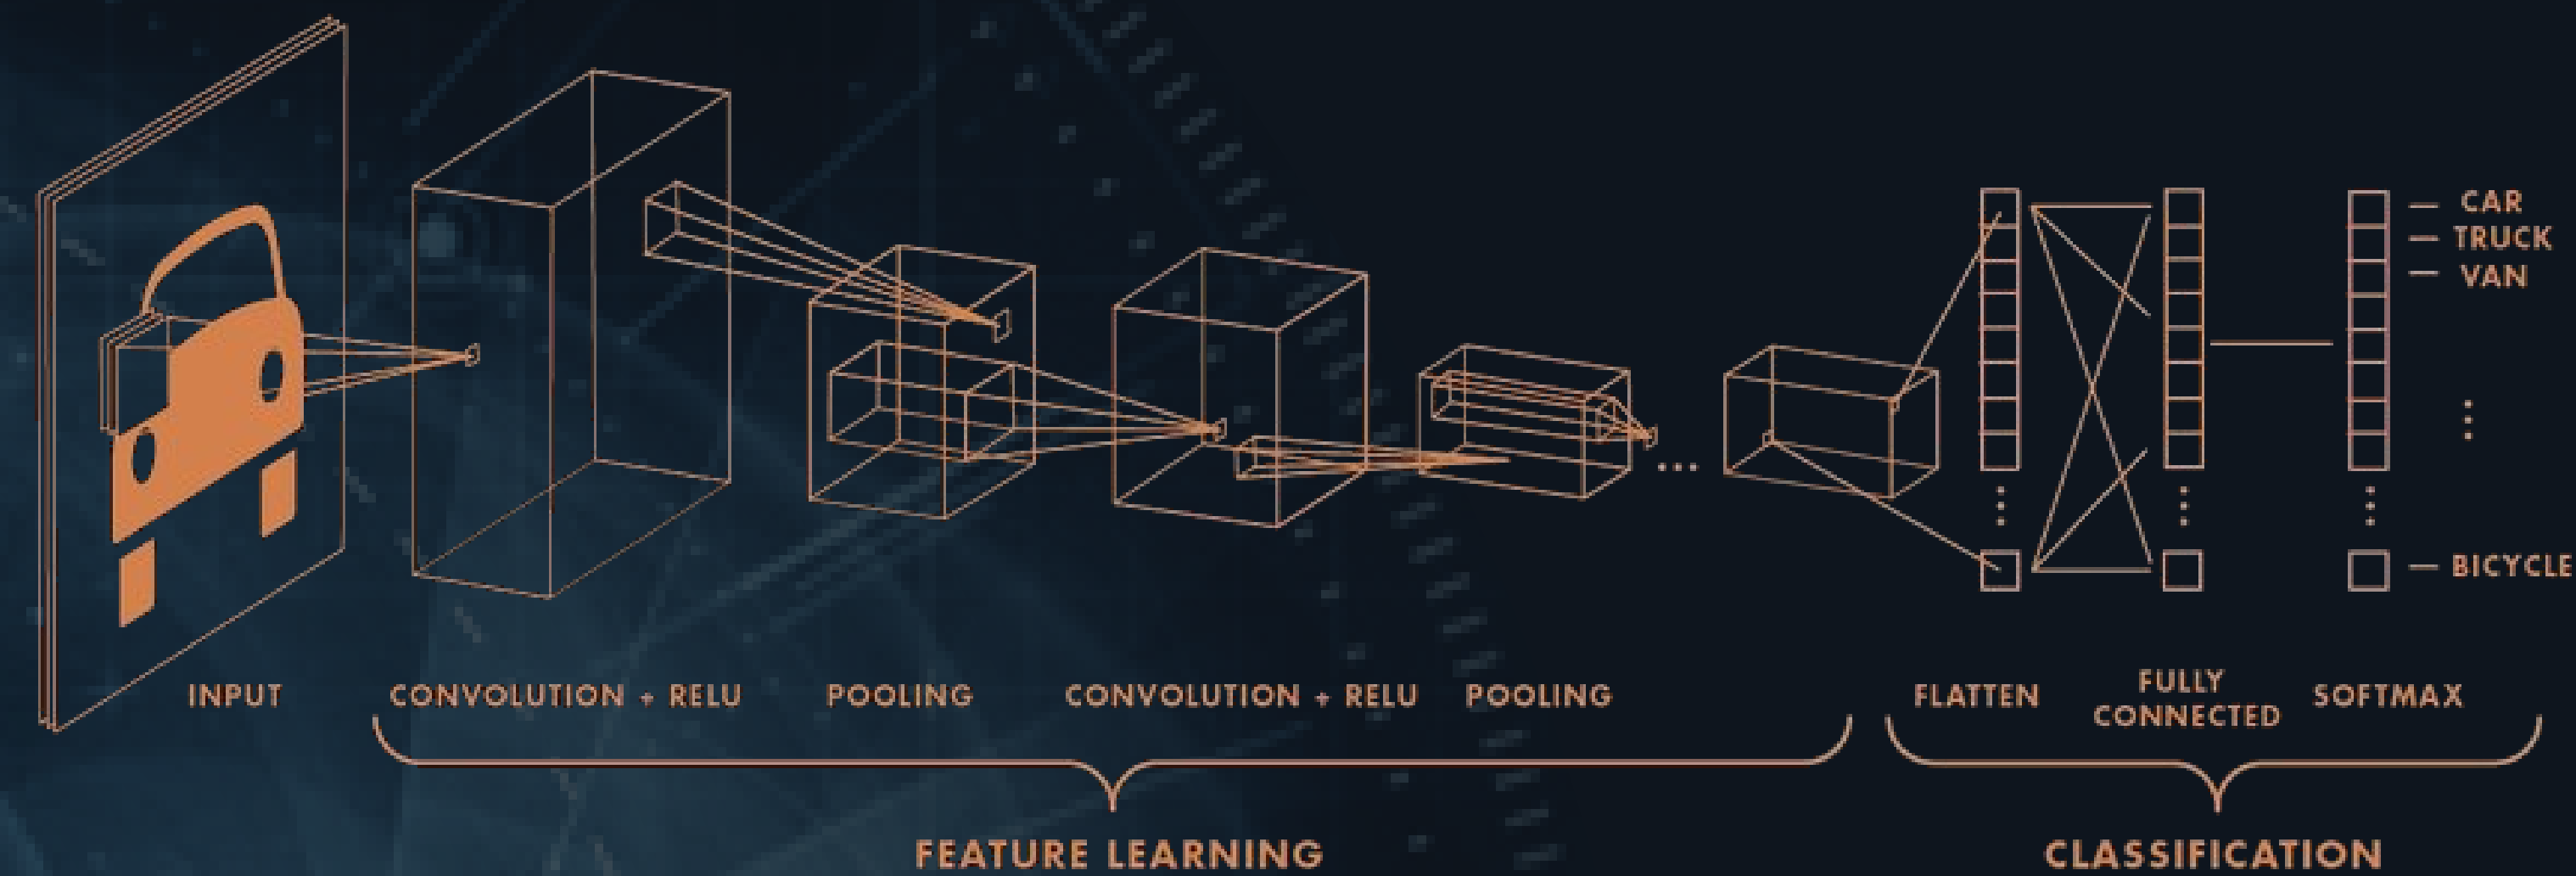 CAR
TRUCK
VAN
BICYCLE
INPUT
CONVOLUTION + RELU
POOLING
CONVOLUTION + RELU
POOLING
FLATTEN
FULLY
CONNECTED
SOFTMAX
FEATURE LEARNING
CLASSIFICATION